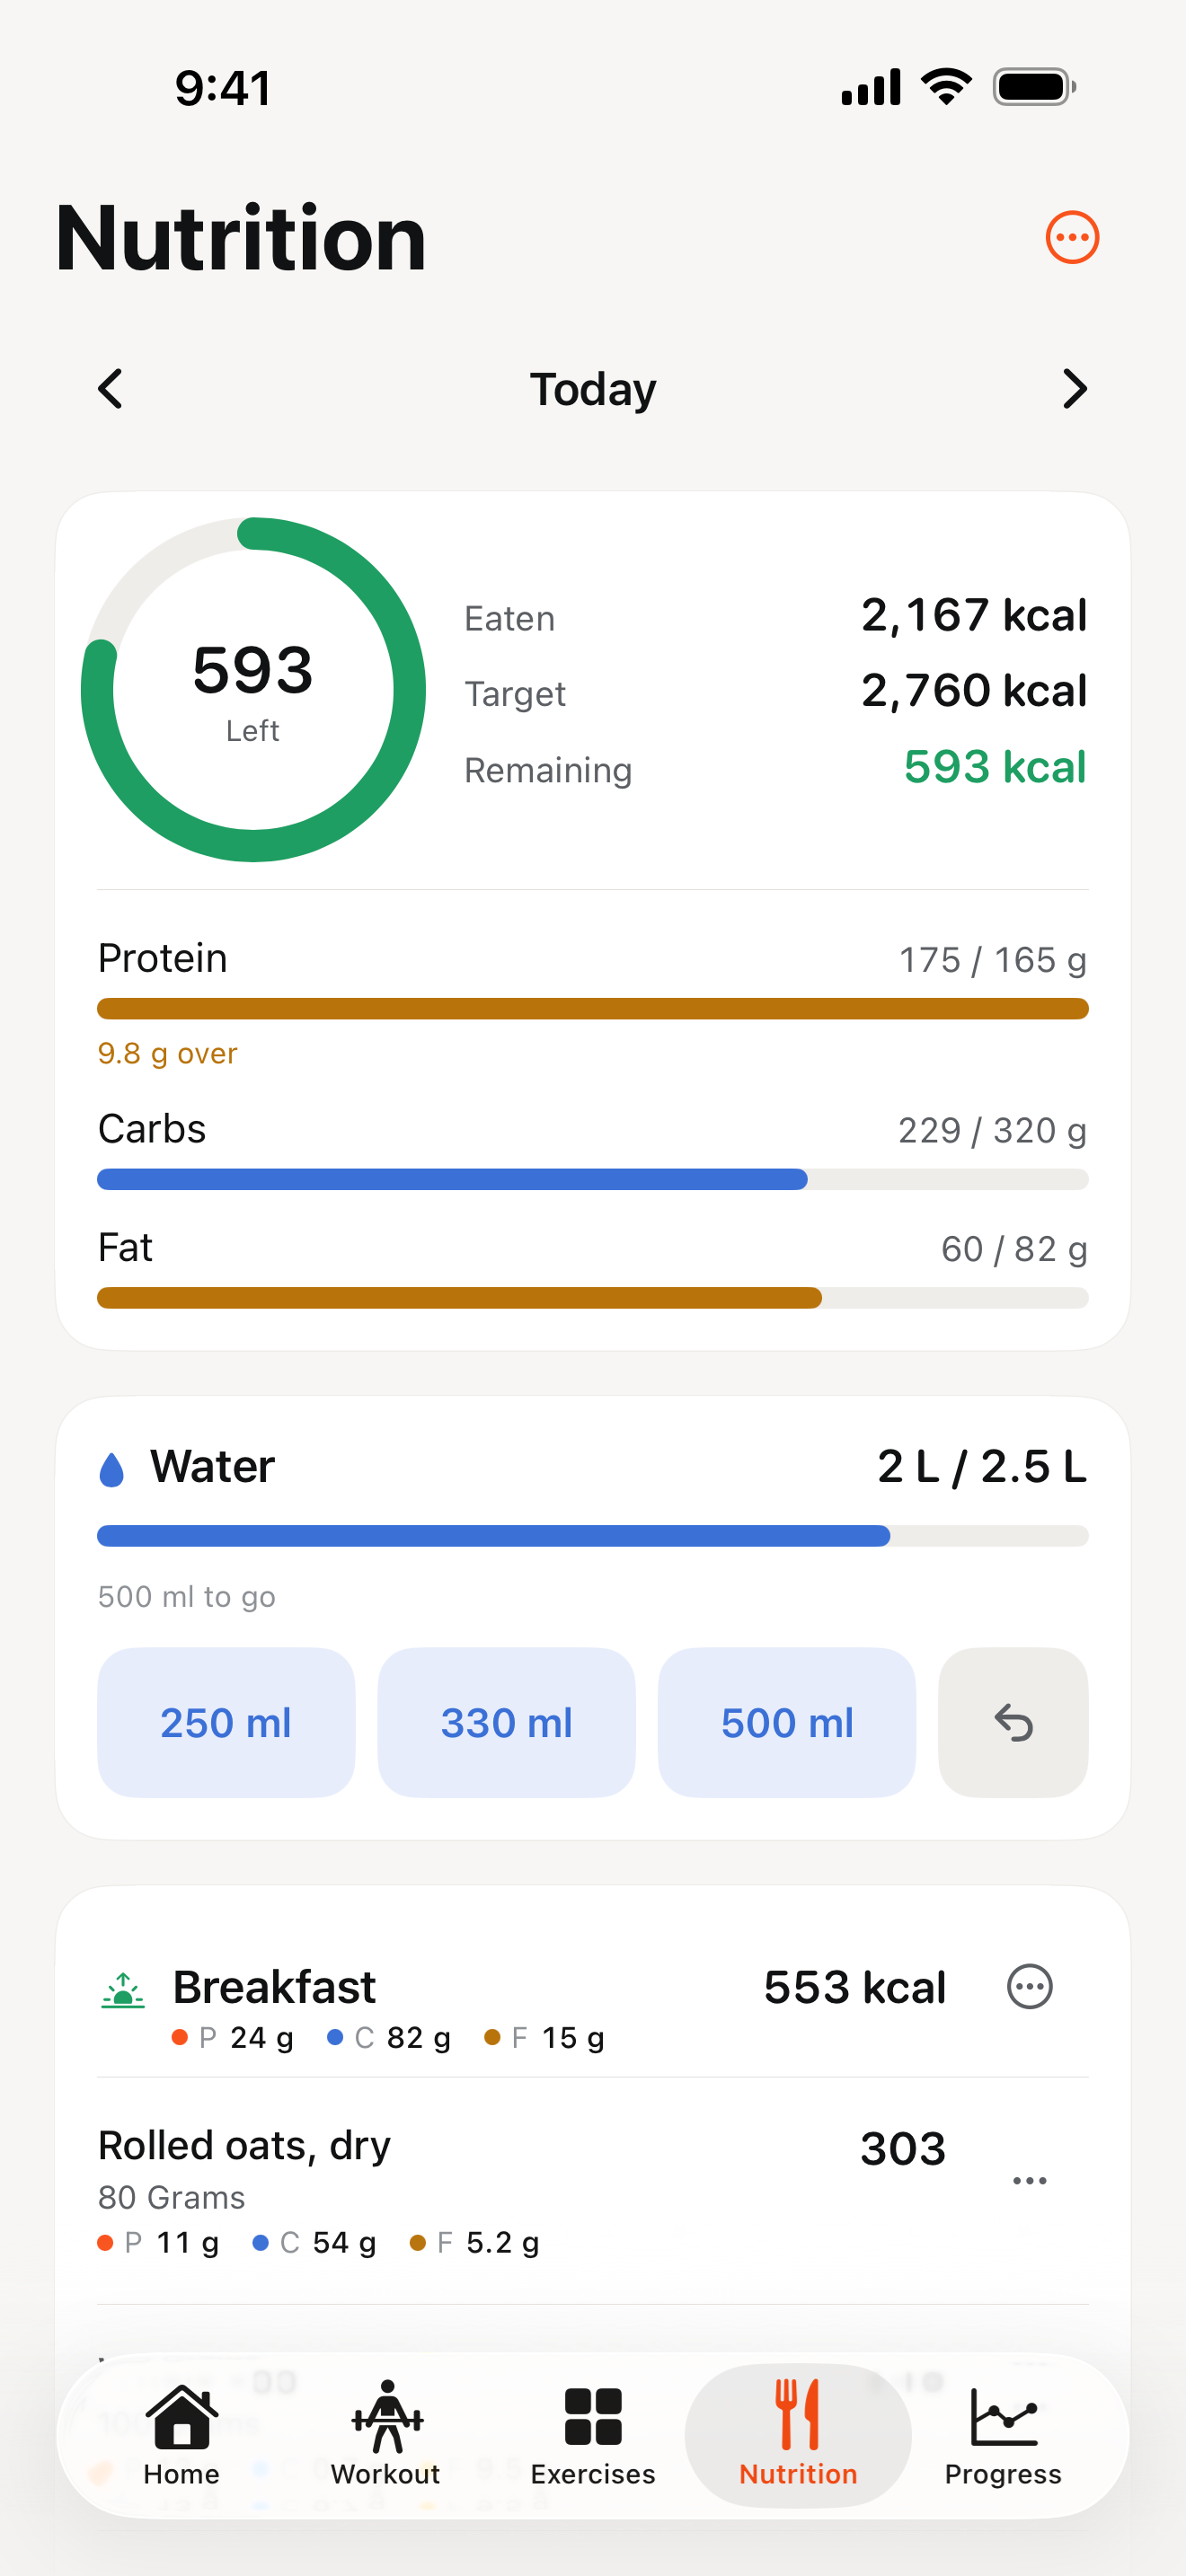 9:41
Nutrition
Today
593
Left
Eaten 2,167 kcal
Target 2,760 kcal
Remaining 593 kcal
Protein 175 / 165 g
9.8 g over
Carbs 229 / 320 g
Fat 60 / 82 g
Water 2 L / 2.5 L
500 ml to go
250 ml 330 ml 500 ml
Breakfast 553 kcal
P 24 g C 82 g F 15 g
Rolled oats, dry 303
80 Grams
P 11 g C 54 g F 5.2 g
Home Workout Exercises Nutrition Progress